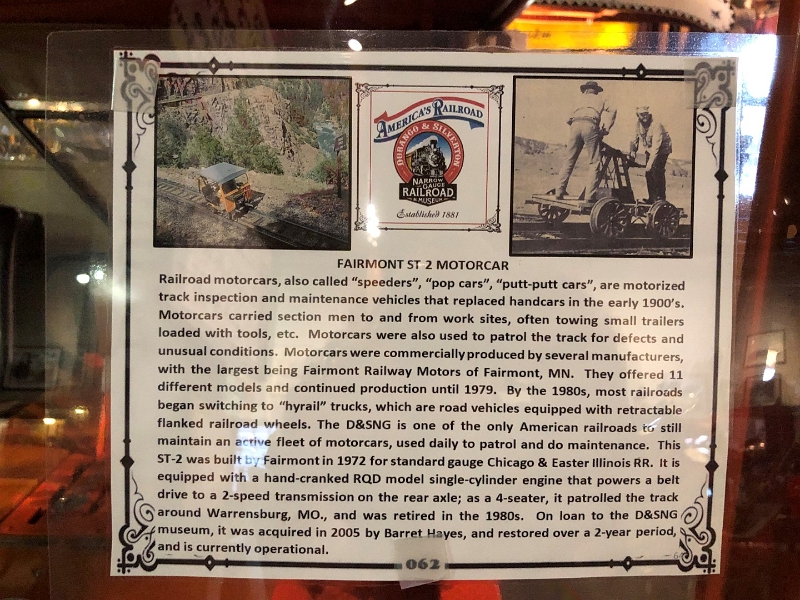 AMERICA'S RAILROAD
DURANGO & SILVERTON
NARROW
GAUGE
RAILROAD
& MUSEUM
Established 1881
FAIRMONT ST-2 MOTORCAR
Railroad motorcars, also called "speeders", "pop cars", "putt-putt cars", are motorized
track inspection and maintenance vehicles that replaced handcars in the early 1900's.
Motorcars carried section men to and from work sites, often towing small trailers
loaded with tools, etc. Motorcars were also used to patrol the track for defects and
unusual conditions. Motorcars were commercially produced by several manufacturers,
with the largest being Fairmont Railway Motors of Fairmont, MN. They offered 11
different models and continued production until 1979. By the 1980s, most railroads
began switching to "hyrail" trucks, which are road vehicles equipped with retractable
flanked railroad wheels. The D&SNG is one of the only American railroads to still
maintain an active fleet of motorcars, used daily to patrol and do maintenance. This
ST-2 was built by Fairmont in 1972 for standard gauge Chicago & Easter Illinois RR. It is
equipped with a hand-cranked RQD model single-cylinder engine that powers a belt
drive to a 2-speed transmission on the rear axle; as a 4-seater, it patrolled the track
around Warrensburg, MO., and was retired in the 1980s. On loan to the D&SNG
museum, it was acquired in 2005 by Barret Hayes, and restored over a 2-year period,
and is currently operational.
062